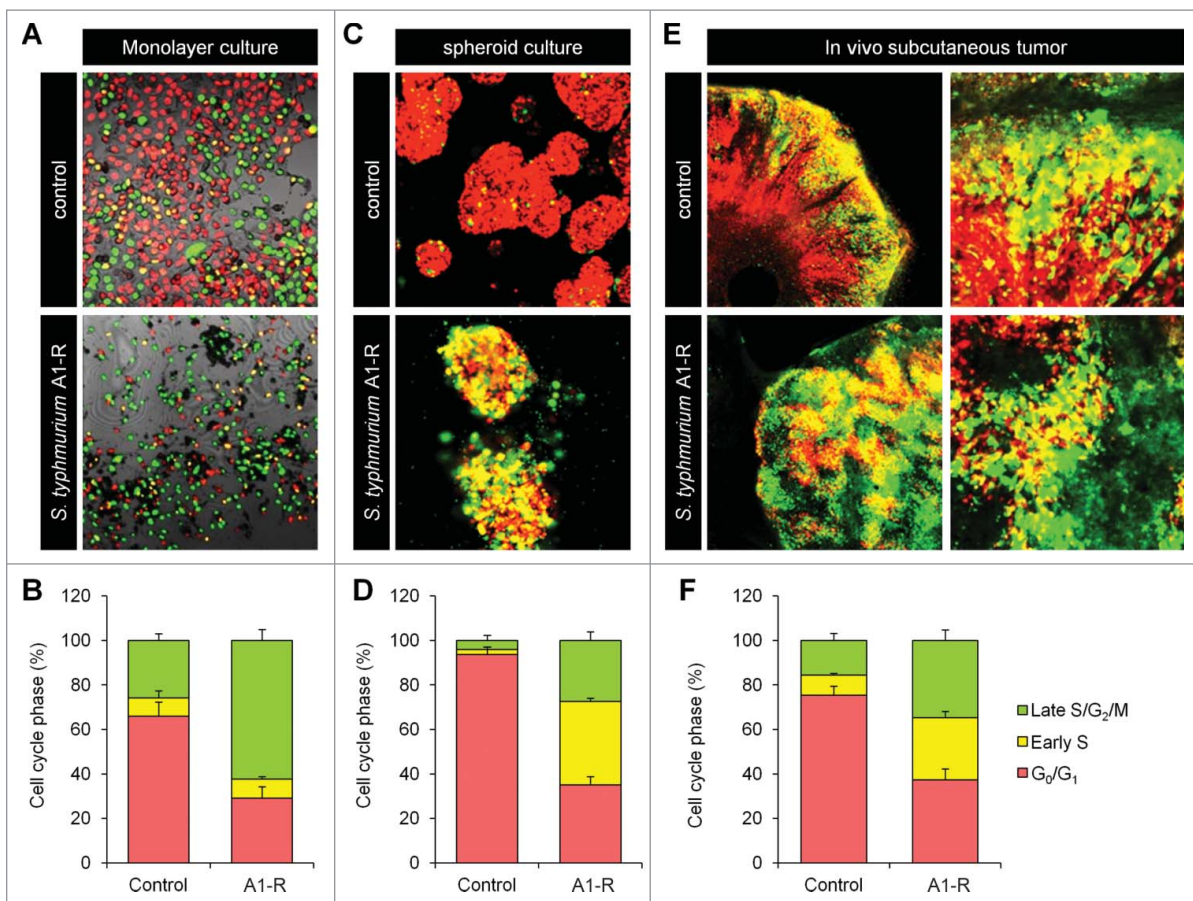 A
Monolayer culture
control
S. typhmurium A1-R
C
spheroid culture
control
S. typhmurium A1-R
E
In vivo subcutaneous tumor
control
S. typhmurium A1-R
B
Cell cycle phase (%)
120
100
80
60
40
20
0
Control A1-R
D
Cell cycle phase (%)
120
100
80
60
40
20
0
Control A1-R
F
Cell cycle phase (%)
120
100
80
60
40
20
0
Control A1-R
Late S/G₂/M
Early S
G₀/G₁